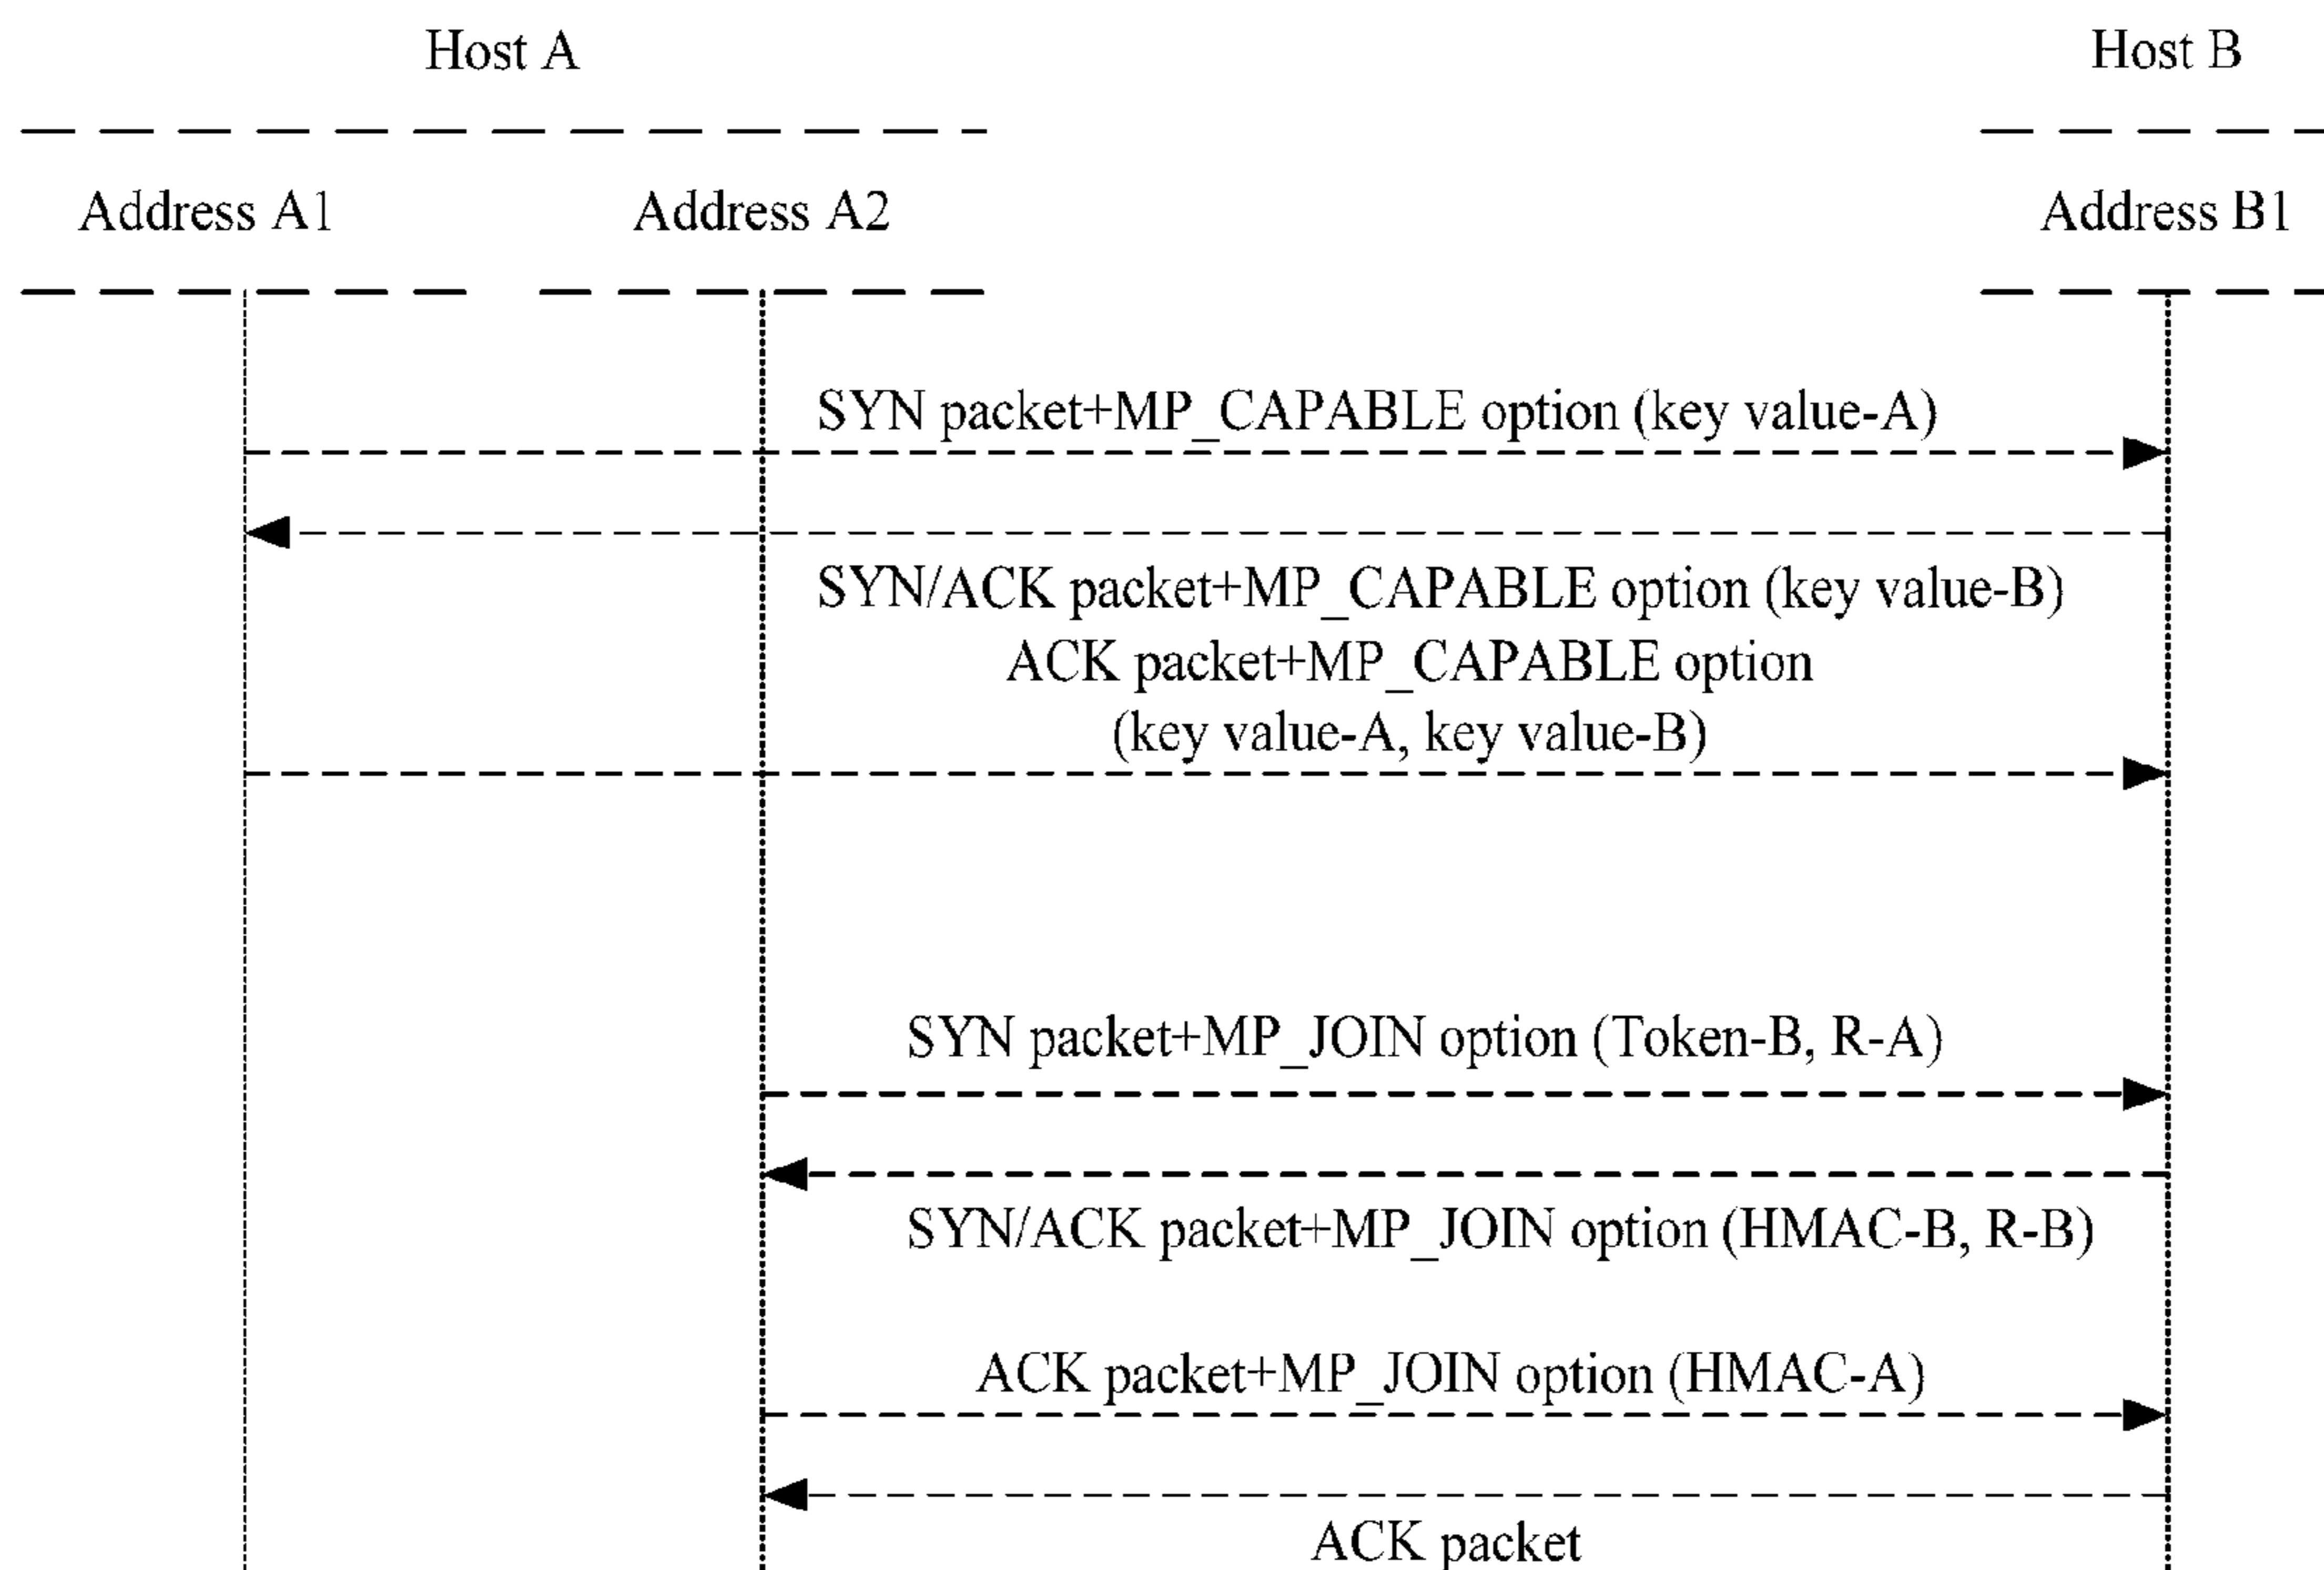 Host A
Host B
Address A1
Address A2
Address B1
SYN packet+MP_CAPABLE option (key value-A)
SYN/ACK packet+MP_CAPABLE option (key value-B)
ACK packet+MP_CAPABLE option
(key value-A, key value-B)
SYN packet+MP_JOIN option (Token-B, R-A)
SYN/ACK packet+MP_JOIN option (HMAC-B, R-B)
ACK packet+MP_JOIN option (HMAC-A)
ACK packet